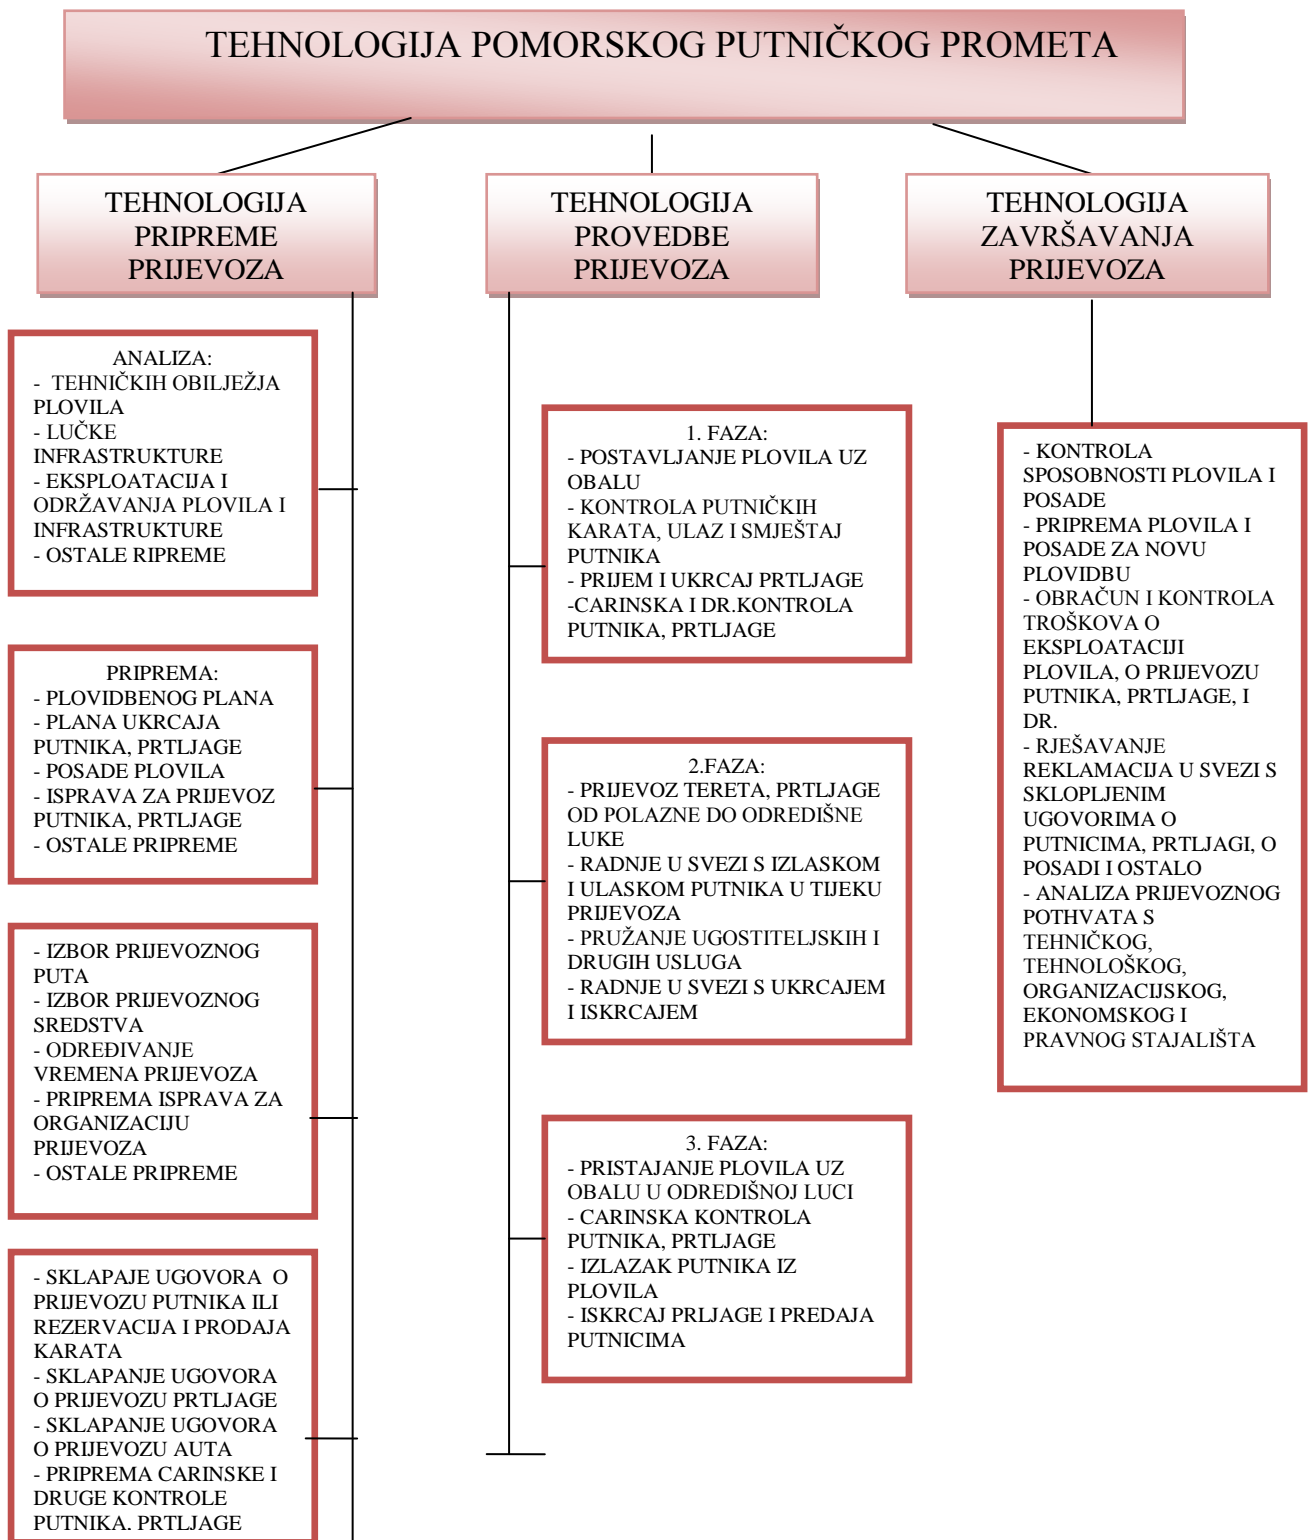 TEHNOLOGIJA POMORSKOG PUTNIČKOG PROMETA
TEHNOLOGIJA
PRIPREME
PRIJEVOZA
ANALIZA:
- TEHNIČKIH OBILJEŽJA
PLOVILA
- LUČKE
INFRASTRUKTURE
- EKSPLOATACIJA I
ODRŽAVANJA PLOVILA I
INFRASTRUKTURE
- OSTALE RIPREME
PRIPREMA:
- PLOVIDBENOG PLANA
- PLANA UKRCAJA
PUTNIKA, PRTLJAGE
- POSADE PLOVILA
- ISPRAVA ZA PRIJEVOZ
PUTNIKA, PRTLJAGE
- OSTALE PRIPREME
- IZBOR PRIJEVOZNOG
PUTA
- IZBOR PRIJEVOZNOG
SREDSTVA
- ODREĐIVANJE
VREMENA PRIJEVOZA
- PRIPREMA ISPRAVA ZA
ORGANIZACIJU
PRIJEVOZA
- OSTALE PRIPREME
- SKLAPAJE UGOVORA O
PRIJEVOZU PUTNIKA ILI
REZERVACIJA I PRODAJA
KARATA
- SKLAPANJE UGOVORA
O PRIJEVOZU PRTLJAGE
- SKLAPANJE UGOVORA
O PRIJEVOZU AUTA
- PRIPREMA CARINSKE I
DRUGE KONTROLE
PUTNIKA. PRTLJAGE
TEHNOLOGIJA
PROVEDBE
PRIJEVOZA
1. FAZA:
- POSTAVLJANJE PLOVILA UZ
OBALU
- KONTROLA PUTNIČKIH
KARATA, ULAZ I SMJEŠTAJ
PUTNIKA
- PRIJEM I UKRCAJ PRTLJAGE
-CARINSKA I DR.KONTROLA
PUTNIKA, PRTLJAGE
2.FAZA:
- PRIJEVOZ TERETA, PRTLJAGE
OD POLAZNE DO ODREDIŠNE
LUKE
- RADNJE U SVEZI S IZLASKOM
I ULASKOM PUTNIKA U TIJEKU
PRIJEVOZA
- PRUŽANJE UGOSTITELJSKIH I
DRUGIH USLUGA
- RADNJE U SVEZI S UKRCAJEM
I ISKRCAJEM
3. FAZA:
- PRISTAJANJE PLOVILA UZ
OBALU U ODREDIŠNOJ LUCI
- CARINSKA KONTROLA
PUTNIKA, PRTLJAGE
- IZLAZAK PUTNIKA IZ
PLOVILA
- ISKRCAJ PRLJAGE I PREDAJA
PUTNICIMA
TEHNOLOGIJA
ZAVRŠAVANJA
PRIJEVOZA
- KONTROLA
SPOSOBNOSTI PLOVILA I
POSADE
- PRIPREMA PLOVILA I
POSADE ZA NOVU
PLOVIDBU
- OBRAČUN I KONTROLA
TROŠKOVA O
EKSPLOATACIJI
PLOVILA, O PRIJEVOZU
PUTNIKA, PRTLJAGE, I
DR.
- RJEŠAVANJE
REKLAMACIJA U SVEZI S
SKLOPLJENIM
UGOVORIMA O
PUTNICIMA, PRTLJAGI, O
POSADI I OSTALO
- ANALIZA PRIJEVOZNOG
POTHVATA S
TEHNIČKOG,
TEHNOLOŠKOG,
ORGANIZACIJSKOG,
EKONOMSKOG I
PRAVNOG STAJALIŠTA